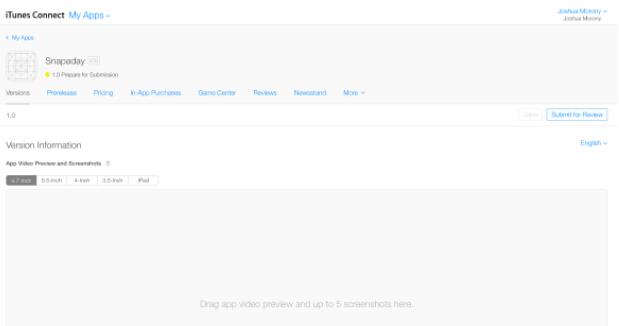 iTunes Connect My Apps
Joshua Morony
Joshua Morony
< My Apps
Snapaday iOS
1.0 Prepare for Submission
Versions Prerelease Pricing In-App Purchases Game Center Reviews Newsstand More
1.0
Save Submit for Review
Version Information
English
App Video Preview and Screenshots ?
4.7-Inch 5.5-Inch 4-Inch 3.5-Inch iPad
Drag app video preview and up to 5 screenshots here.